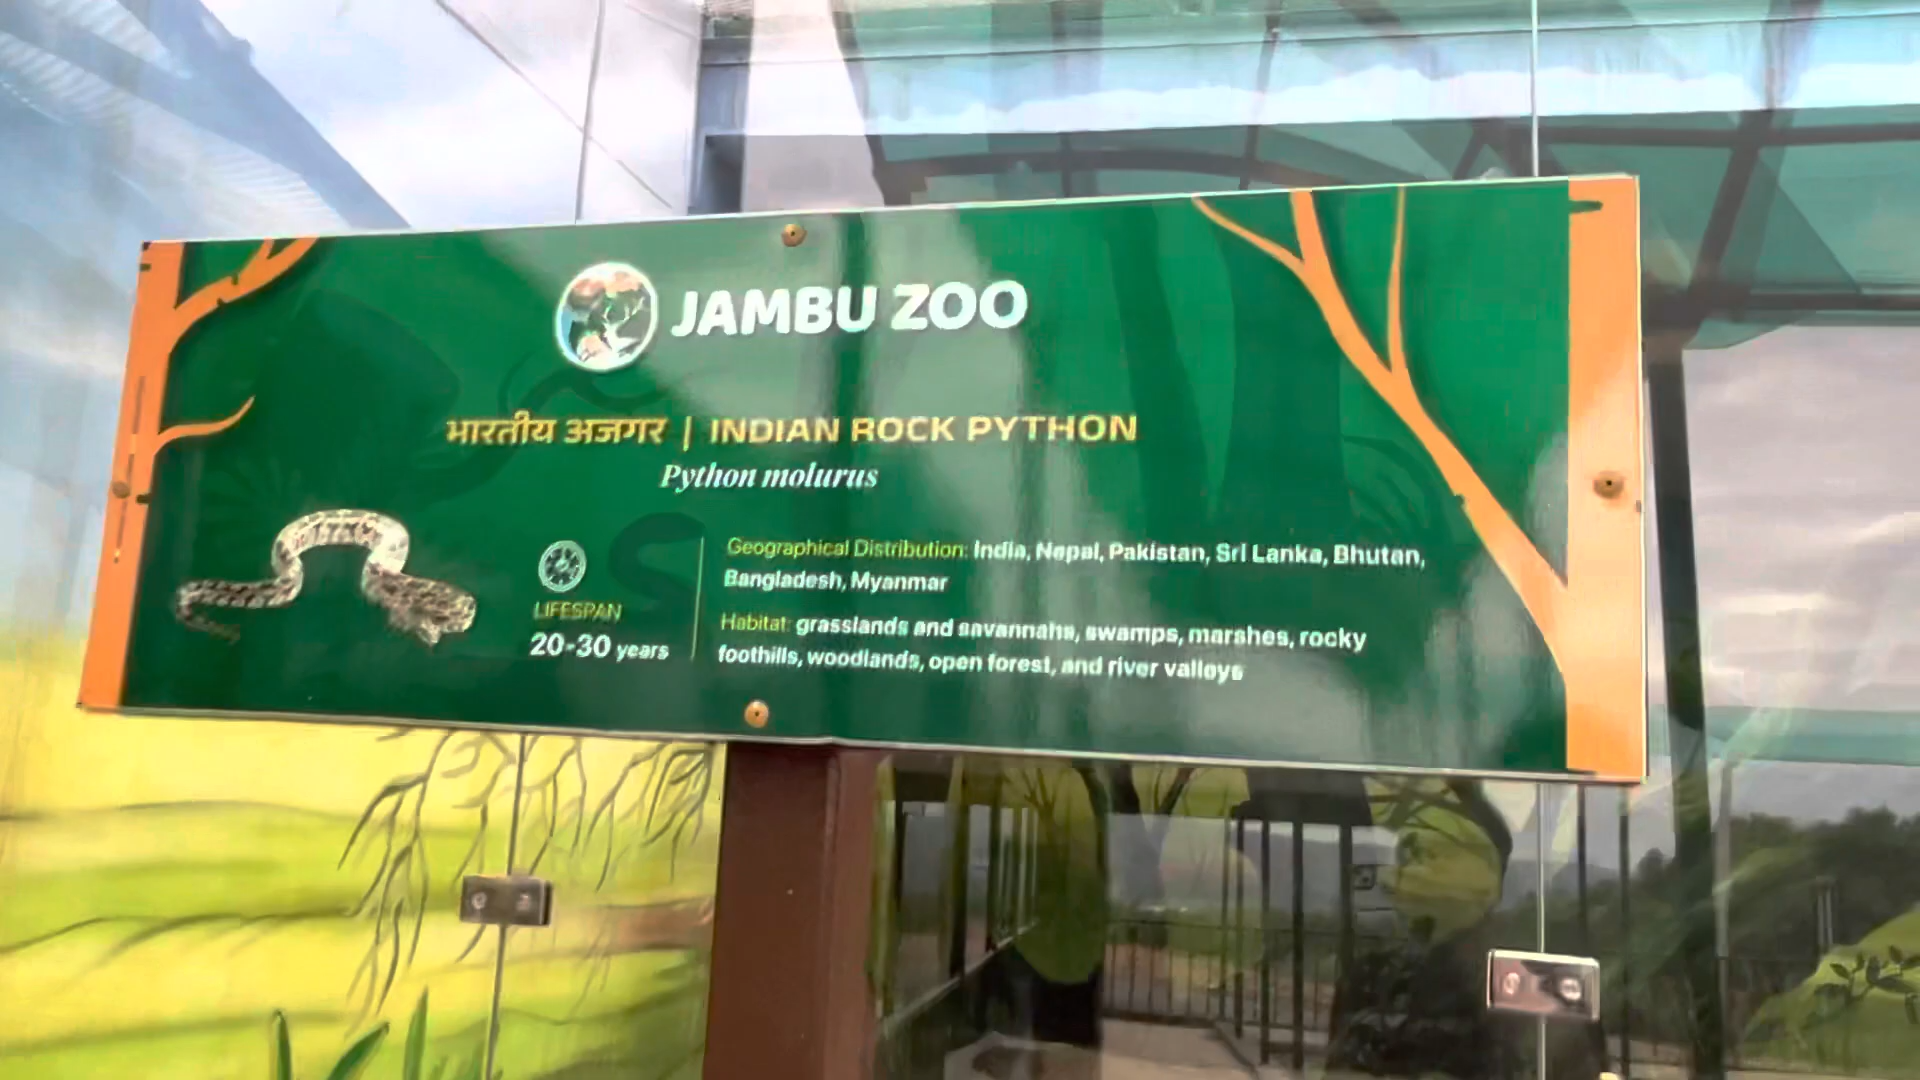 JAMBU ZOO
भारतीय अजगर | INDIAN ROCK PYTHON
Python molurus
LIFESPAN
20-30 years
Geographical Distribution: India, Nepal, Pakistan, Sri Lanka, Bhutan,
Bangladesh, Myanmar
Habitat: grasslands and savannahs, swamps, marshes, rocky
foothills, woodlands, open forest, and river valleys